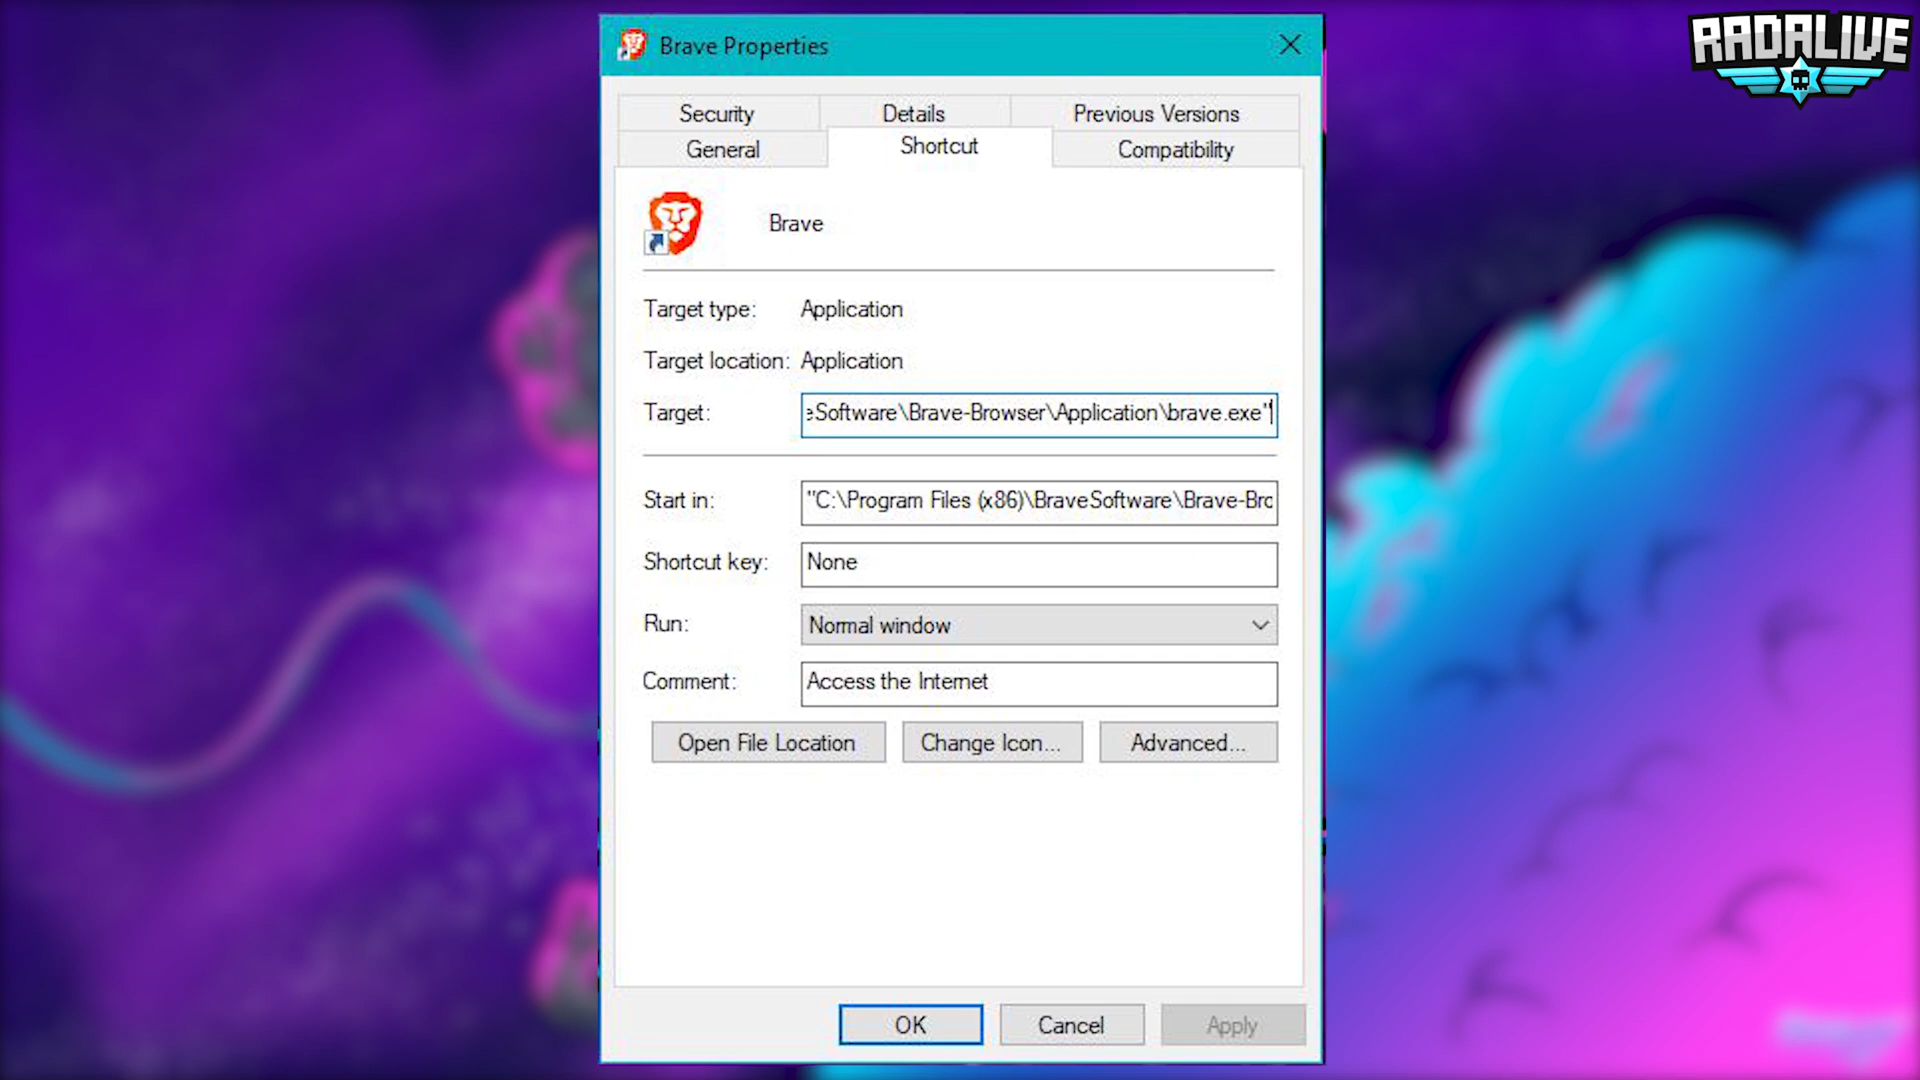 RADALIVE
Brave Properties
Security Details Previous Versions
General Shortcut Compatibility
Brave
Target type: Application
Target location: Application
Target: eSoftware\Brave-Browser\Application\brave.exe"
Start in: "C:\Program Files (x86)\BraveSoftware\Brave-Bro
Shortcut key: None
Run: Normal window
Comment: Access the Internet
Open File Location Change Icon... Advanced...
OK Cancel Apply